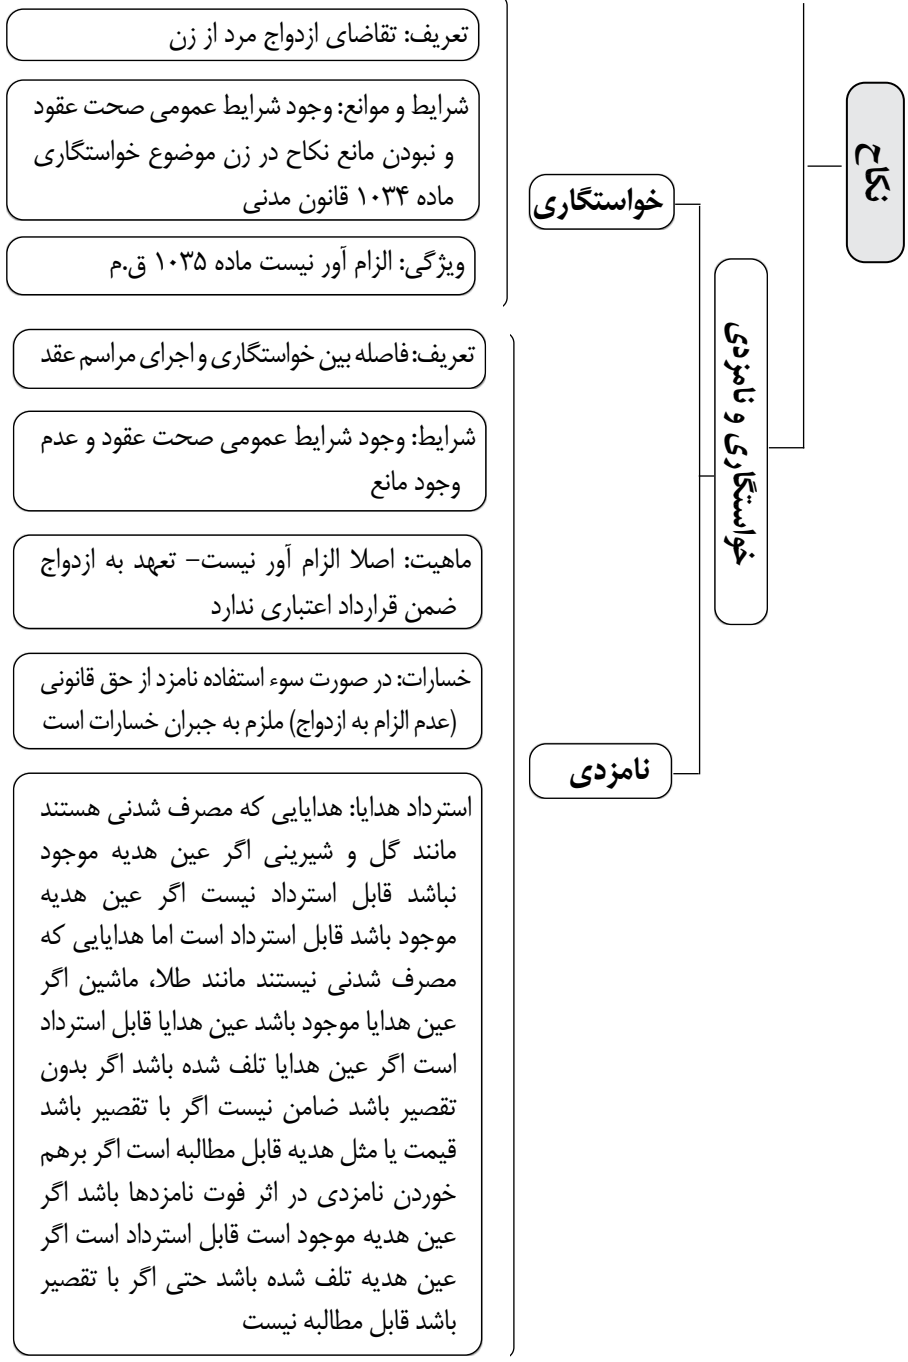 نکاح
خواستگاری و نامزدی
خواستگاری
تعریف: تقاضای ازدواج مرد از زن
شرایط و موانع: وجود شرایط عمومی صحت عقود
و نبودن مانع نکاح در زن موضوع خواستگاری
ماده ۱۰۳۴ قانون مدنی
ویژگی: الزام آور نیست ماده ۱۰۳۵ ق.م
نامزدی
تعریف: فاصله بین خواستگاری و اجرای مراسم عقد
شرایط: وجود شرایط عمومی صحت عقود و عدم
وجود مانع
ماهیت: اصلا الزام آور نیست– تعهد به ازدواج
ضمن قرارداد اعتباری ندارد
خسارات: در صورت سوء استفاده نامزد از حق قانونی
(عدم الزام به ازدواج) ملزم به جبران خسارات است
استرداد هدایا: هدایایی که مصرف شدنی هستند
مانند گل و شیرینی اگر عین هدیه موجود
نباشد قابل استرداد نیست اگر عین هدیه
موجود باشد قابل استرداد است اما هدایایی که
مصرف شدنی نیستند مانند طلا، ماشین اگر
عین هدایا موجود باشد عین هدایا قابل استرداد
است اگر عین هدایا تلف شده باشد اگر بدون
تقصیر باشد ضامن نیست اگر با تقصیر باشد
قیمت یا مثل هدیه قابل مطالبه است اگر برهم
خوردن نامزدی در اثر فوت نامزدها باشد اگر
عین هدیه موجود است قابل استرداد است اگر
عین هدیه تلف شده باشد حتی اگر با تقصیر
باشد قابل مطالبه نیست